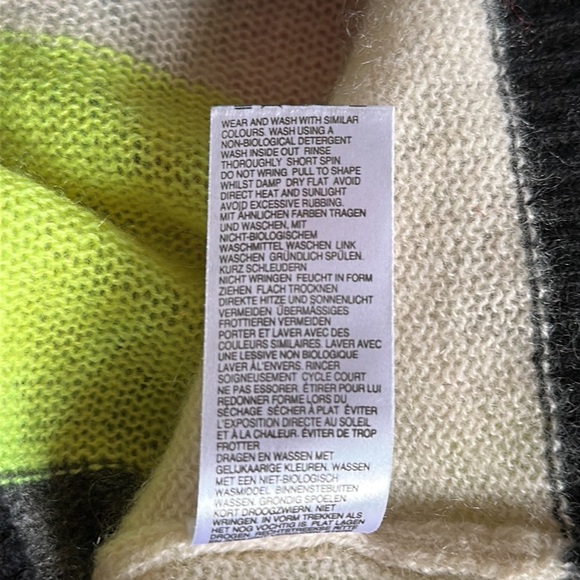 WEAR AND WASH WITH SIMILAR
COLOURS. WASH USING A
NON-BIOLOGICAL DETERGENT
WASH INSIDE OUT RINSE
THOROUGHLY SHORT SPIN
DO NOT WRING PULL TO SHAPE
WHILST DAMP DRY FLAT AVOID
DIRECT HEAT AND SUNLIGHT
AVOID EXCESSIVE RUBBING.
MIT ÄHNLICHEN FARBEN TRAGEN
UND WASCHEN, MIT
NICHT-BIOLOGISCHEM
WASCHMITTEL WASCHEN LINK
WASCHEN GRÜNDLICH SPÜLEN.
KURZ SCHLEUDERN
NICHT WRINGEN FEUCHT IN FORM
ZIEHEN FLACH TROCKNEN
DIREKTE HITZE UND SONNENLICHT
VERMEIDEN ÜBERMÄSSIGES
FROTTIEREN VERMEIDEN
PORTER ET LAVER AVEC DES
COULEURS SIMILAIRES. LAVER AVEC
UNE LESSIVE NON BIOLOGIQUE
LAVER À L'ENVERS. RINCER
SOIGNEUSEMENT CYCLE COURT
NE PAS ESSORER ÉTIRER POUR LUI
REDONNER FORME LORS DU
SÉCHAGE SÉCHER À PLAT ÉVITER
L'EXPOSITION DIRECTE AU SOLEIL
ET À LA CHALEUR. ÉVITER DE TROP
FROTTER
DRAGEN EN WASSEN MET
GELIJKAARIGE KLEUREN. WASSEN
MET EEN NIET-BIOLOGISCH
WASMIDDEL BINNENSTEBUITEN
WASSEN. GRONDIG SPOELEN.
KORT DROOGZWIERN. NIET
WRINGEN. IN VORM TREKKEN ALS
HET NOG VOCHTIG IS. PLAT LAGEN
DROGEN. RECHTSTREEKSE RITTE